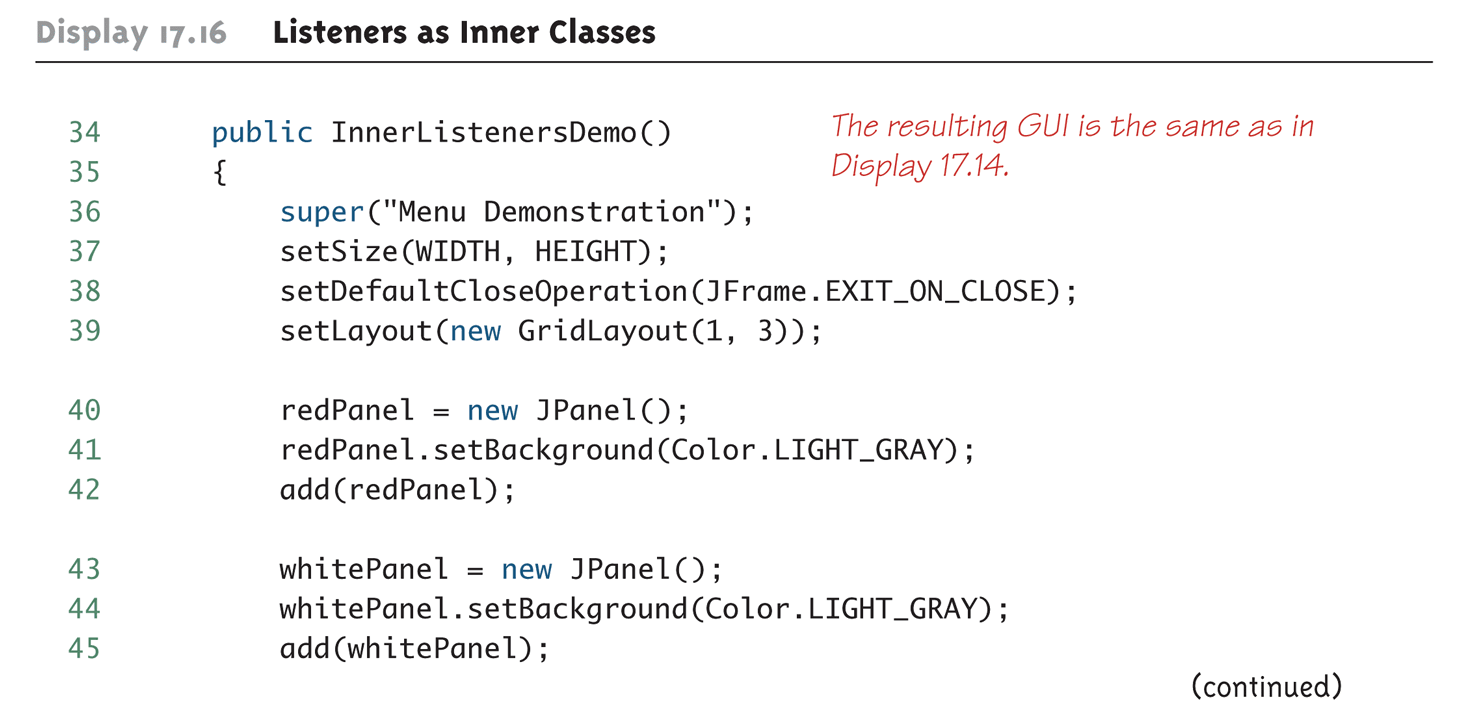 Display 17.16 Listeners as Inner Classes
34 public InnerListenersDemo()
The resulting GUI is the same as in
Display 17.14.
35 {
36 super("Menu Demonstration");
37 setSize(WIDTH, HEIGHT);
38 setDefaultCloseOperation(JFrame.EXIT_ON_CLOSE);
39 setLayout(new GridLayout(1, 3));
40 redPanel = new JPanel();
41 redPanel.setBackground(Color.LIGHT_GRAY);
42 add(redPanel);
43 whitePanel = new JPanel();
44 whitePanel.setBackground(Color.LIGHT_GRAY);
45 add(whitePanel);
(continued)